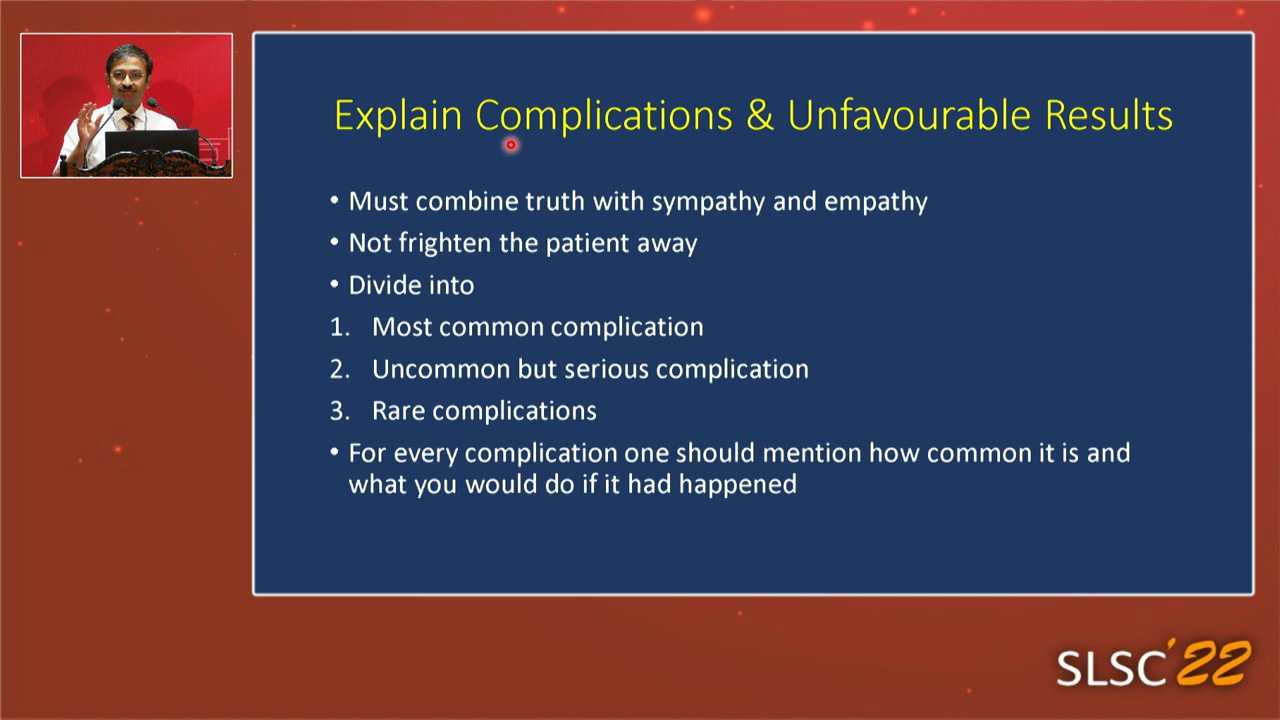 Explain Complications & Unfavourable Results
• Must combine truth with sympathy and empathy
• Not frighten the patient away
• Divide into
1. Most common complication
2. Uncommon but serious complication
3. Rare complications
• For every complication one should mention how common it is and
what you would do if it had happened
SLSC'22